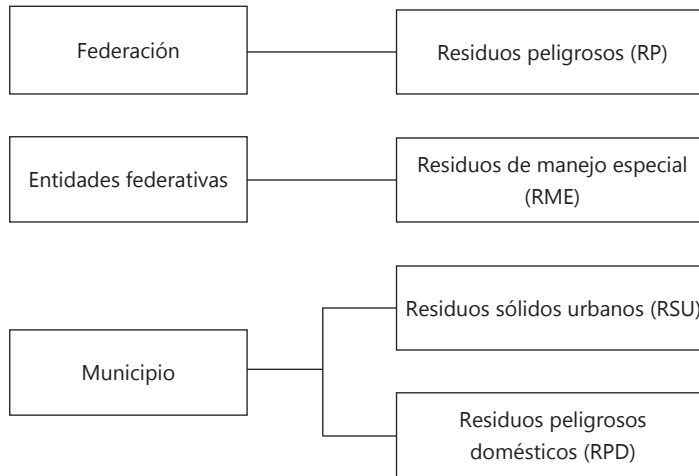 Federación
Residuos peligrosos (RP)
Entidades federativas
Residuos de manejo especial
(RME)
Municipio
Residuos sólidos urbanos (RSU)
Residuos peligrosos
domésticos (RPD)